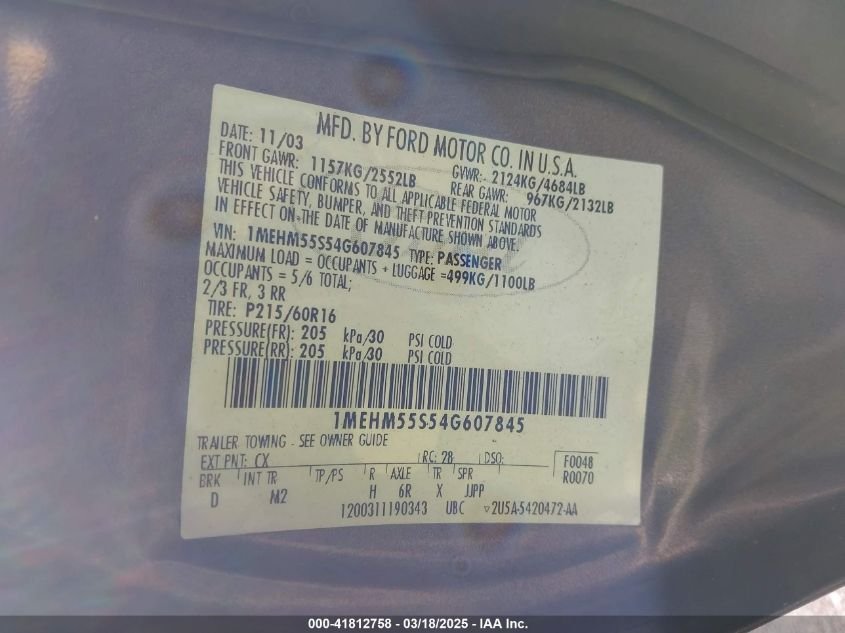 MFD. BY FORD MOTOR CO. IN U.S.A.
DATE: 11/03 GVWR:- 2124KG/4684LB
FRONT GAWR: 1157KG/2552LB REAR GAWR: 967KG/2132LB
THIS VEHICLE CONFORMS TO ALL APPLICABLE FEDERAL MOTOR
VEHICLE SAFETY, BUMPER, AND THEFT PREVENTION STANDARDS
IN EFFECT ON THE DATE OF MANUFACTURE SHOWN ABOVE.
VIN: 1MEHM55S54G607845 TYPE: PASSENGER
MAXIMUM LOAD = OCCUPANTS + LUGGAGE =499KG/1100LB
OCCUPANTS = 5/6 TOTAL;
2/3 FR, 3 RR
TIRE: P215/60R16
PRESSURE(FR): 205 kPa/30 PSI COLD
PRESSURE(RR): 205 kPa/30 PSI COLD
1MEHM55S54G607845
TRAILER TOWING - SEE OWNER GUIDE
EXT PNT: CX RC: 28 DSO: F0048
R0070
BRK INT TR TP/PS R AXLE TR SPR
D M2 H 6R X JJPP
1200311190343 UBC ▽2U5A-5420472-AA
000-41812758 - 03/18/2025 - IAA Inc.